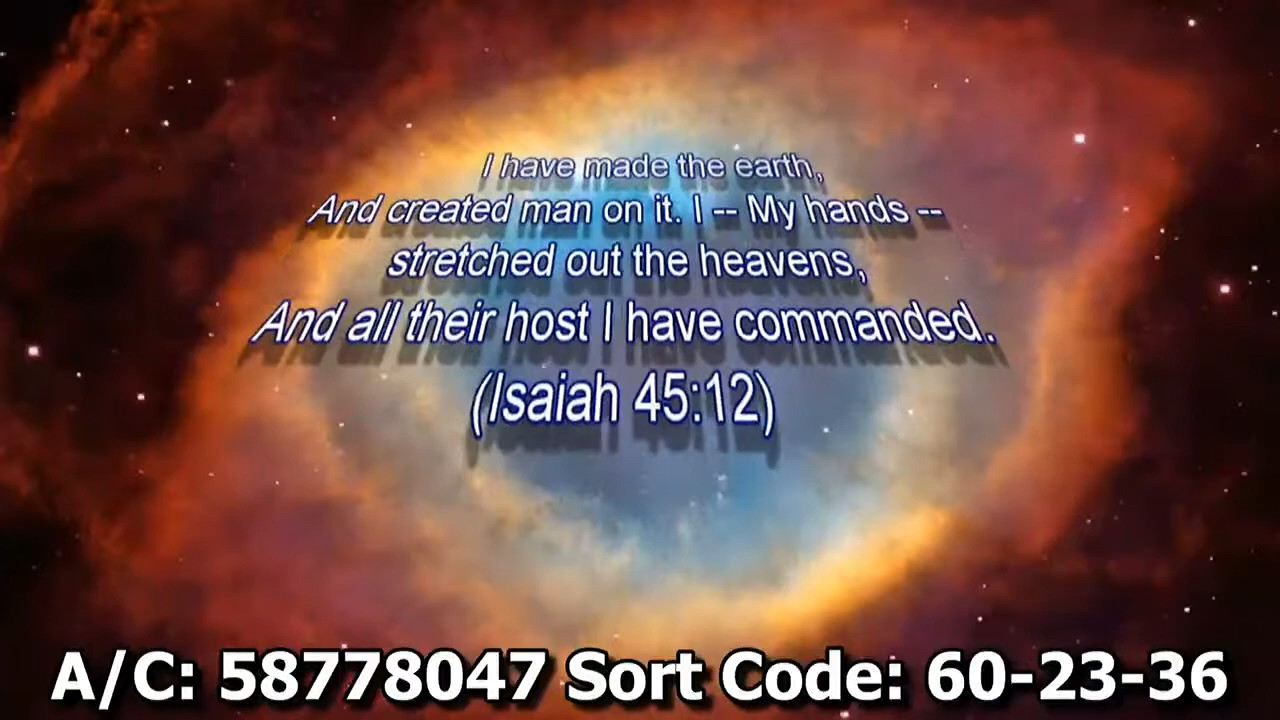 I have made the earth,
And created man on it. I -- My hands --
stretched out the heavens,
And all their host I have commanded.
(Isaiah 45:12)
A/C: 58778047 Sort Code: 60-23-36